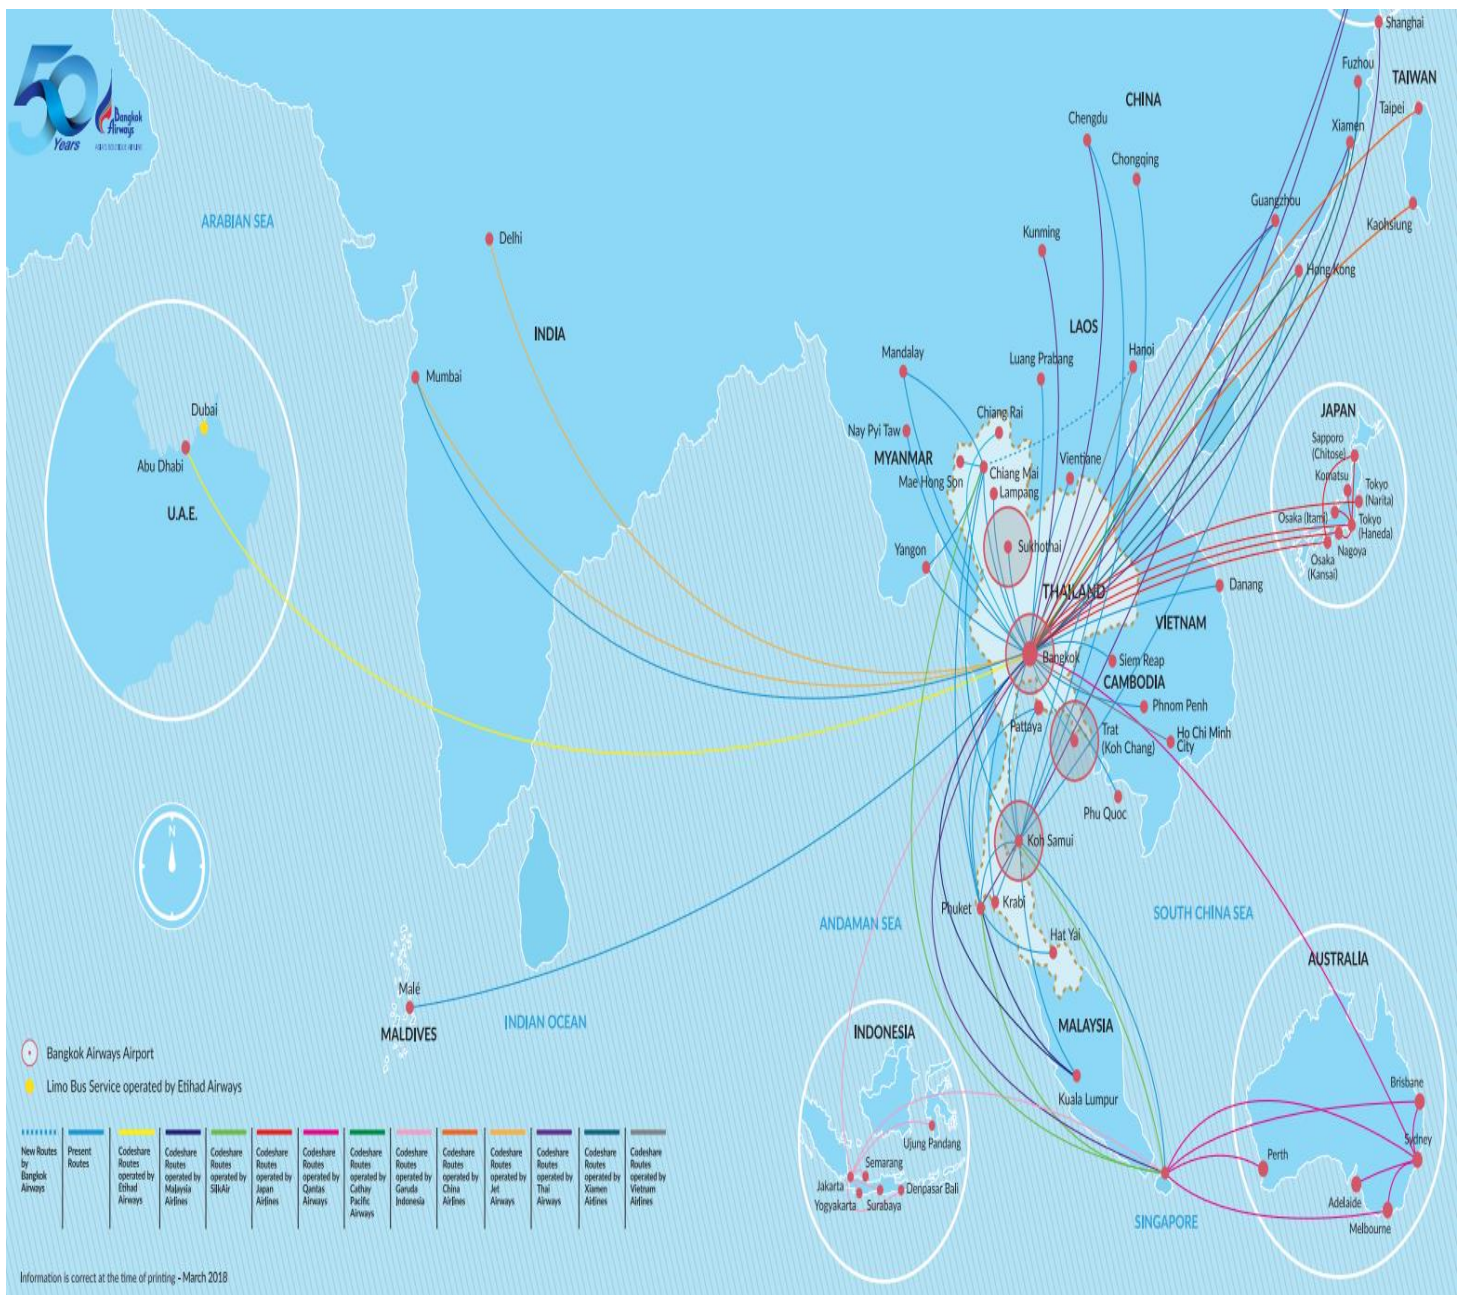 50
Years
Bangkok
Airways
ASIA'S BOUTIQUE AIRLINE
Shanghai
Fuzhou
TAIWAN
Taipei
CHINA
Xiamen
Chengdu
Chongqing
Guangzhou
Kaohsiung
ARABIAN SEA
Delhi
Kunming
Hong Kong
INDIA
LAOS
Mandalay
Luang Prabang
Hanoi
Mumbai
Dubai
Chiang Rai
JAPAN
Nay Pyi Taw
Sapporo
(Chitose)
Abu Dhabi
MYANMAR
Vientiane
Chiang Mai
Mae Hong Son
Komatsu
Tokyo
(Narita)
Lampang
U.A.E.
Osaka (Itami)
Tokyo
(Haneda)
Nagoya
Osaka
(Kansai)
Yangon
Sukhothai
THAILAND
Danang
VIETNAM
Bangkok
Siem Reap
CAMBODIA
Phnom Penh
Pattaya
Trat
(Koh Chang)
Ho Chi Minh
City
Phu Quoc
N
Koh Samui
Phuket
Krabi
SOUTH CHINA SEA
ANDAMAN SEA
Hat Yai
AUSTRALIA
Malé
MALDIVES
INDIAN OCEAN
INDONESIA
MALAYSIA
Bangkok Airways Airport
Limo Bus Service operated by Etihad Airways
Kuala Lumpur
Brisbane
Ujung Pandang
Sydney
Perth
Semarang
Jakarta
Denpasar Bali
Yogyakarta
Surabaya
Adelaide
Melbourne
SINGAPORE
New Routes
by
Bangkok
Airways
Present
Routes
Codeshare
Routes
operated by
Etihad
Airways
Codeshare
Routes
operated by
Malaysia
Airlines
Codeshare
Routes
operated by
SilkAir
Codeshare
Routes
operated by
Japan
Airlines
Codeshare
Routes
operated by
Qantas
Airways
Codeshare
Routes
operated by
Cathay
Pacific
Airways
Codeshare
Routes
operated by
Garuda
Indonesia
Codeshare
Routes
operated by
China
Airlines
Codeshare
Routes
operated by
Jet
Airways
Codeshare
Routes
operated by
Thai
Airways
Codeshare
Routes
operated by
Xiamen
Airlines
Codeshare
Routes
operated by
Vietnam
Airlines
Information is correct at the time of printing - March 2018